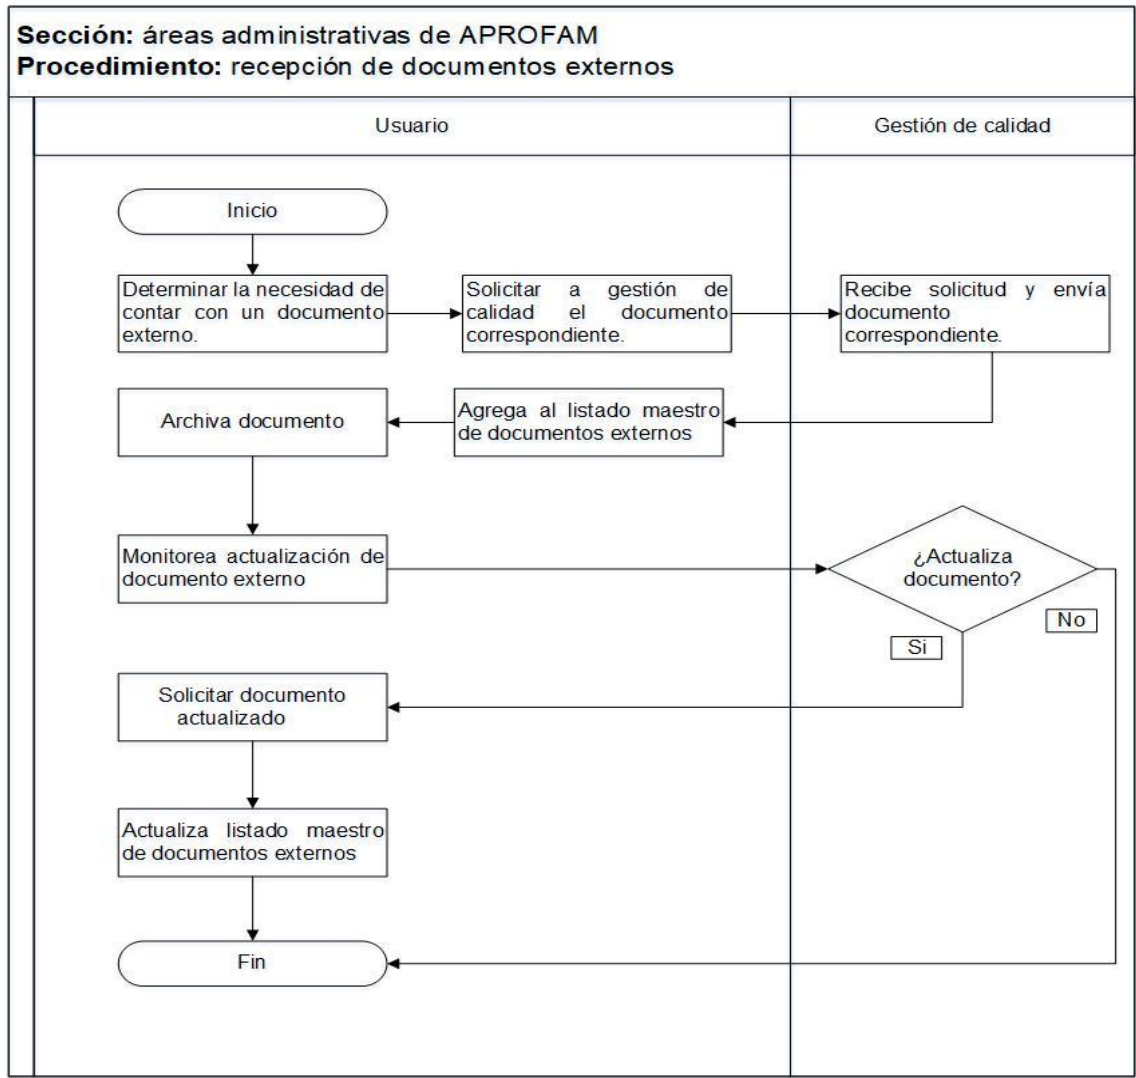 Sección: áreas administrativas de APROFAM
Procedimiento: recepción de documentos externos
Usuario
Gestión de calidad
Inicio
Determinar la necesidad de
contar con un documento
externo.
Solicitar a gestión de
calidad el documento
correspondiente.
Recibe solicitud y envía
documento
correspondiente.
Archiva documento
Agrega al listado maestro
de documentos externos
Monitorea actualización de
documento externo
¿Actualiza
documento?
No
Si
Solicitar documento
actualizado
Actualiza listado maestro
de documentos externos
Fin